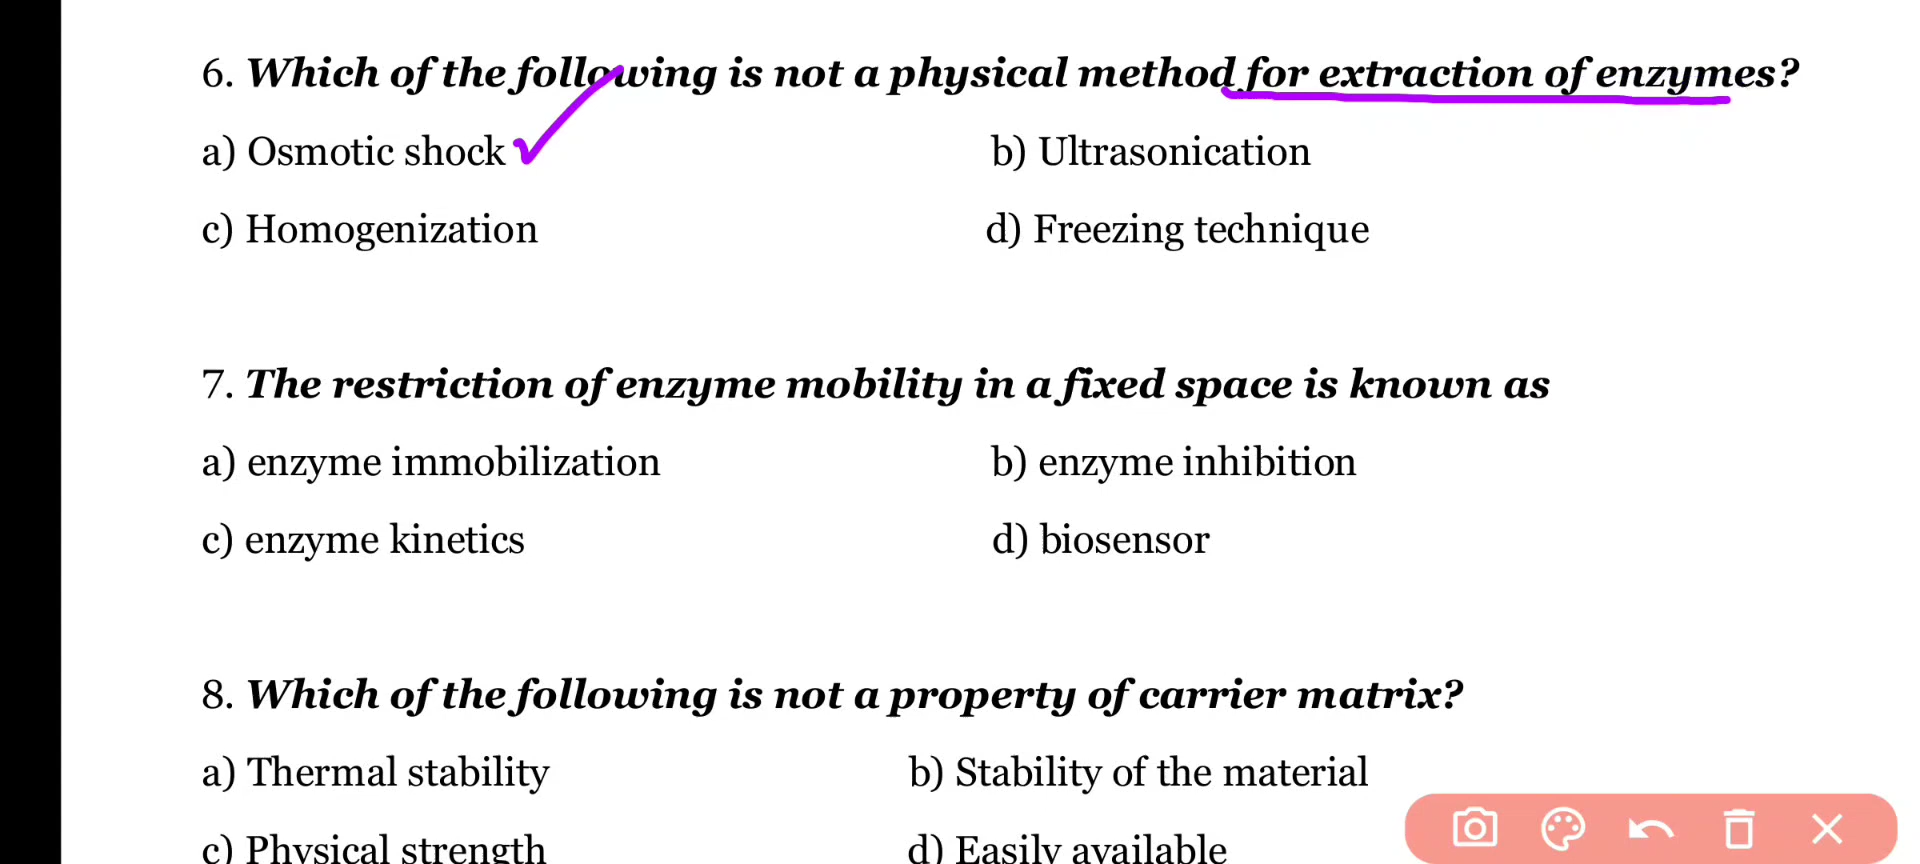 6. Which of the following is not a physical method for extraction of enzymes?
a) Osmotic shock b) Ultrasonication
c) Homogenization d) Freezing technique
7. The restriction of enzyme mobility in a fixed space is known as
a) enzyme immobilization b) enzyme inhibition
c) enzyme kinetics d) biosensor
8. Which of the following is not a property of carrier matrix?
a) Thermal stability b) Stability of the material
c) Physical strength d) Easily available